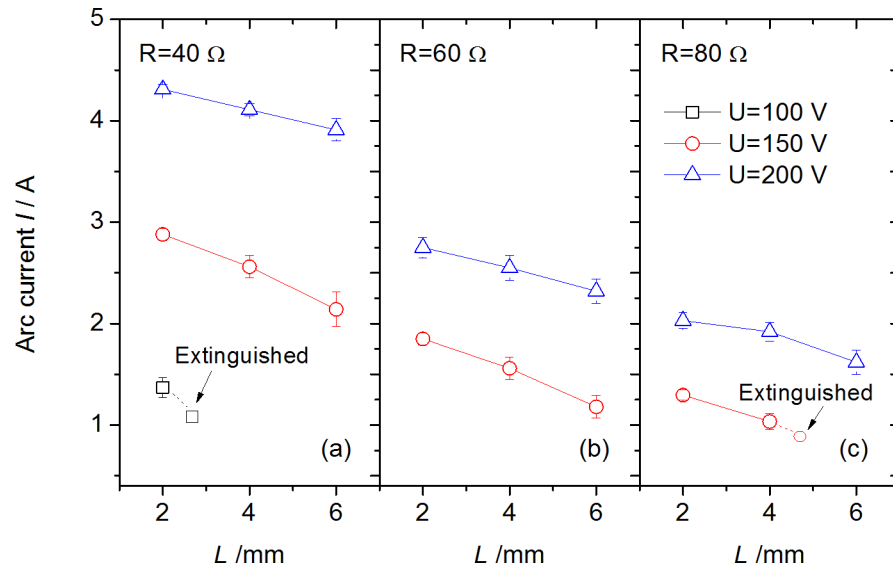 R=40 Ω
R=60 Ω
R=80 Ω
U=100 V
U=150 V
U=200 V
Extinguished
Extinguished
(a)
(b)
(c)
Arc current I / A
5
4
3
2
1
2 4 6
2 4 6
2 4 6
L /mm
L /mm
L /mm